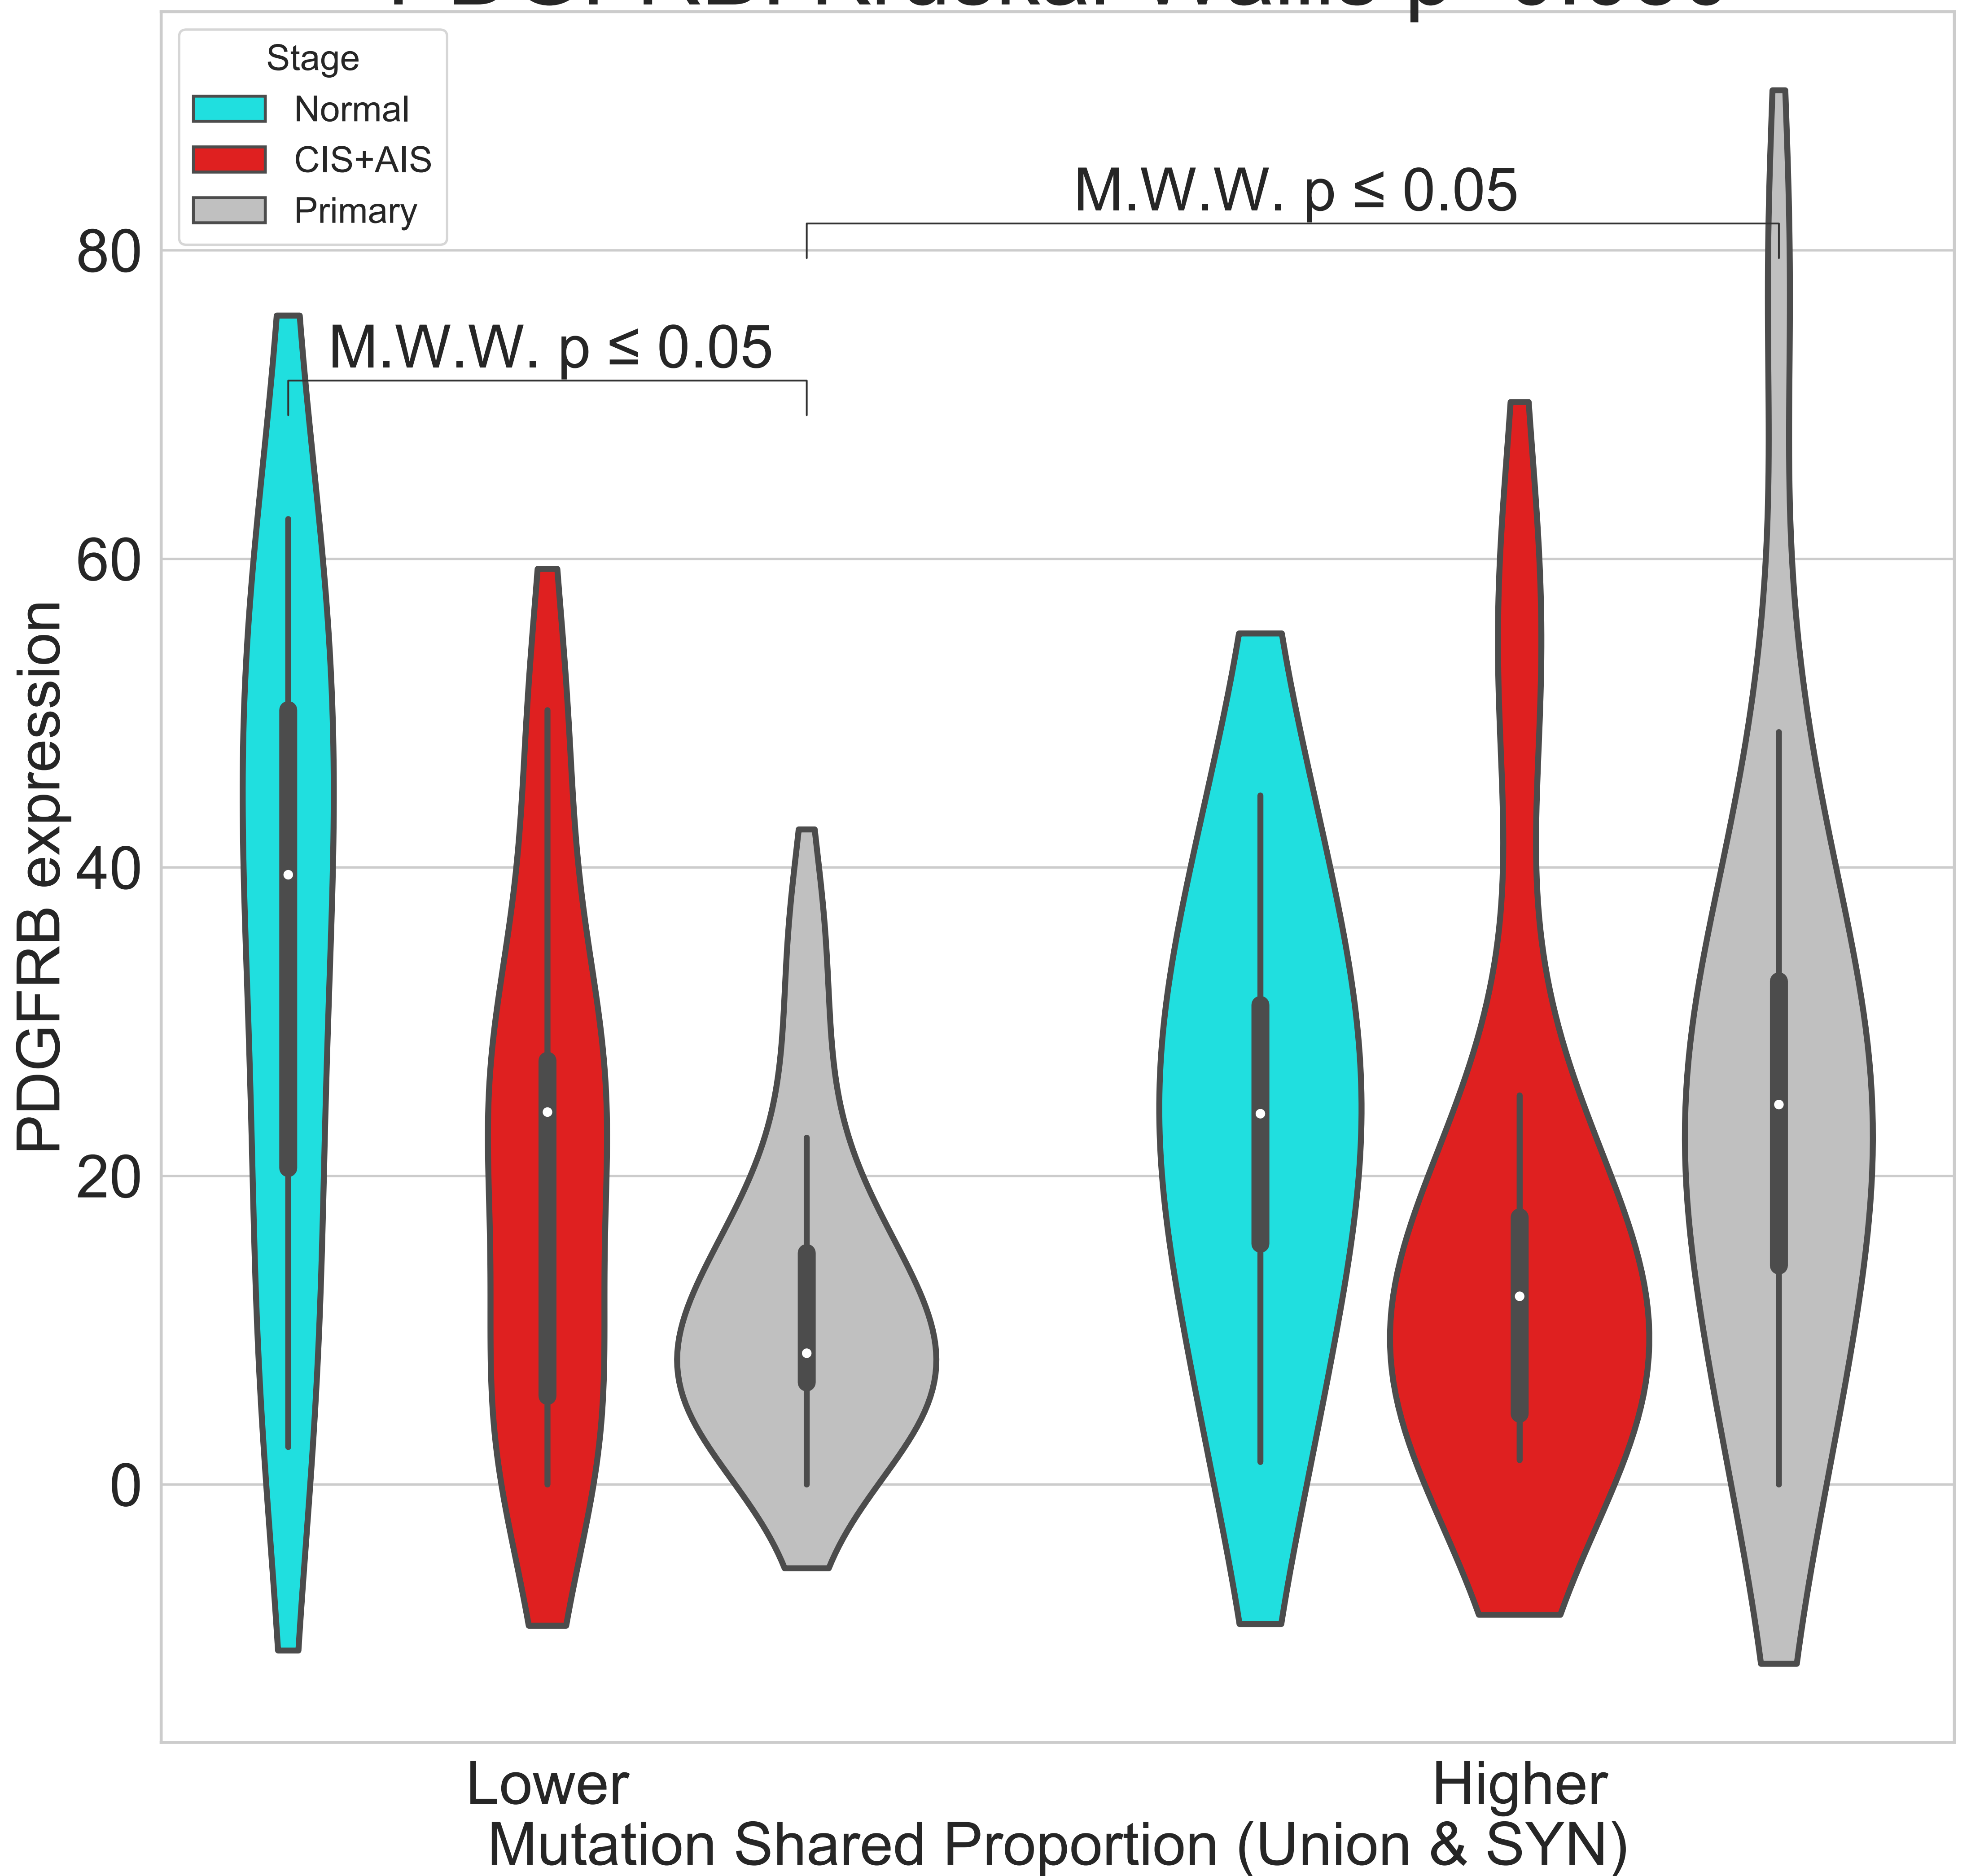 Stage
Normal
CIS+AIS
Primary
M.W.W. p ≤ 0.05
M.W.W. p ≤ 0.05
80
60
40
20
0
PDGFRB expression
Lower
Higher
Mutation Shared Proportion (Union & SYN)